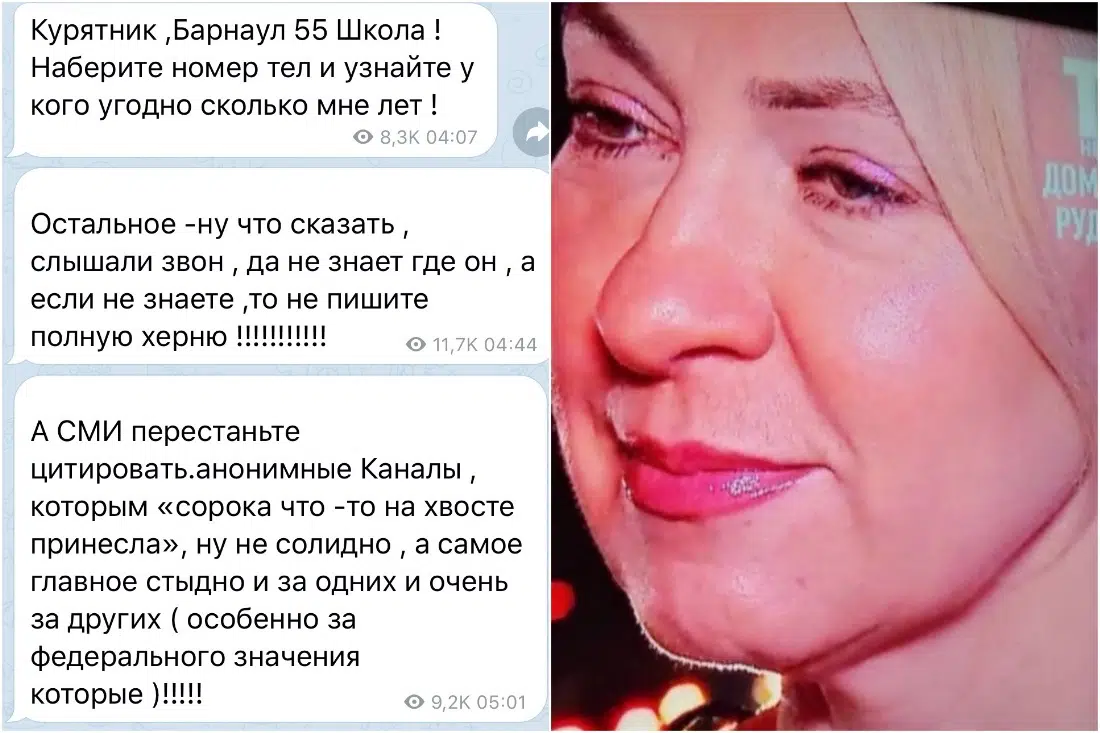 Курятник ,Барнаул 55 Школа !
Наберите номер тел и узнайте у
кого угодно сколько мне лет !
8,3K 04:07
Остальное -ну что сказать ,
слышали звон , да не знает где он , а
если не знаете ,то не пишите
полную херню !!!!!!!!!!!
11,7K 04:44
А СМИ перестаньте
цитировать.анонимные Каналы ,
которым «сорока что -то на хвосте
принесла», ну не солидно , а самое
главное стыдно и за одних и очень
за других ( особенно за
федерального значения
которые )!!!!!
9,2K 05:01